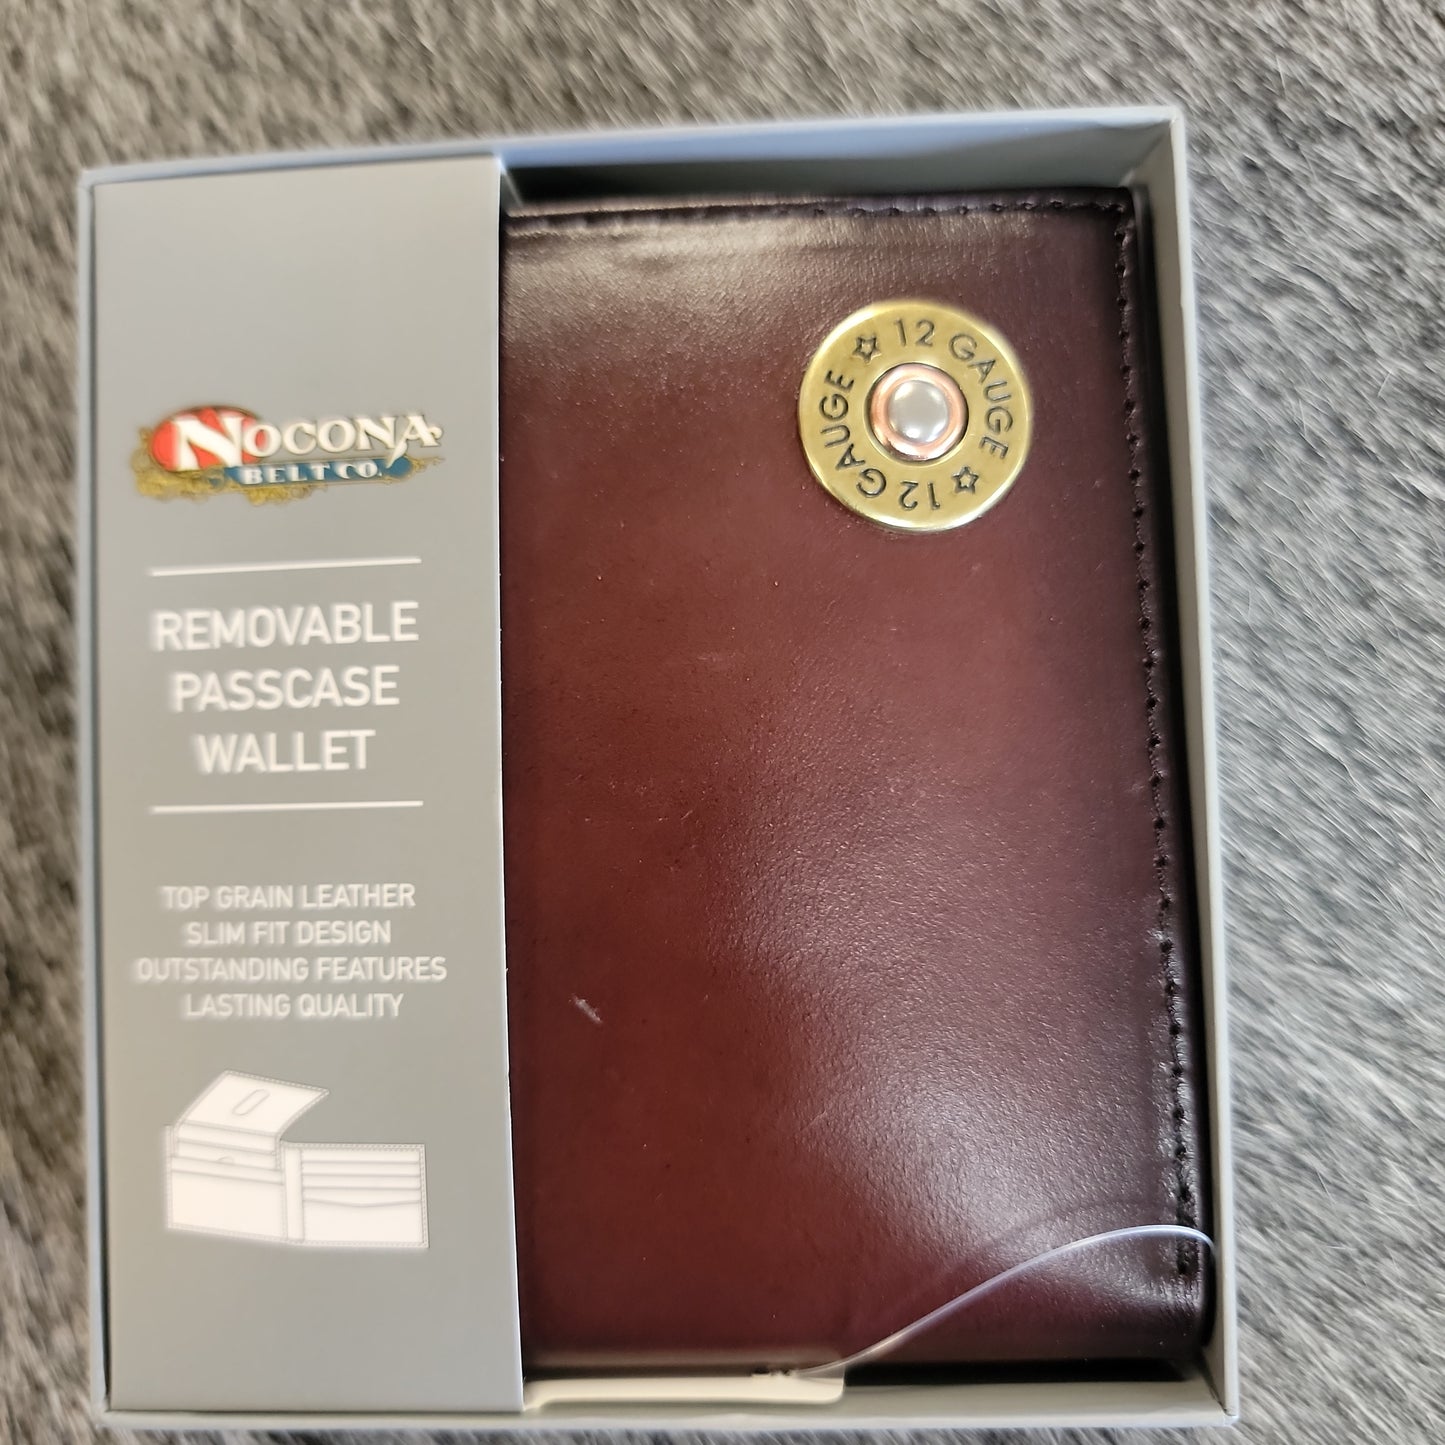 NOCONA
BELT CO.
REMOVABLE
PASSCASE
WALLET
TOP GRAIN LEATHER
SLIM FIT DESIGN
OUTSTANDING FEATURES
LASTING QUALITY
12 GAUGE
12 GAUGE